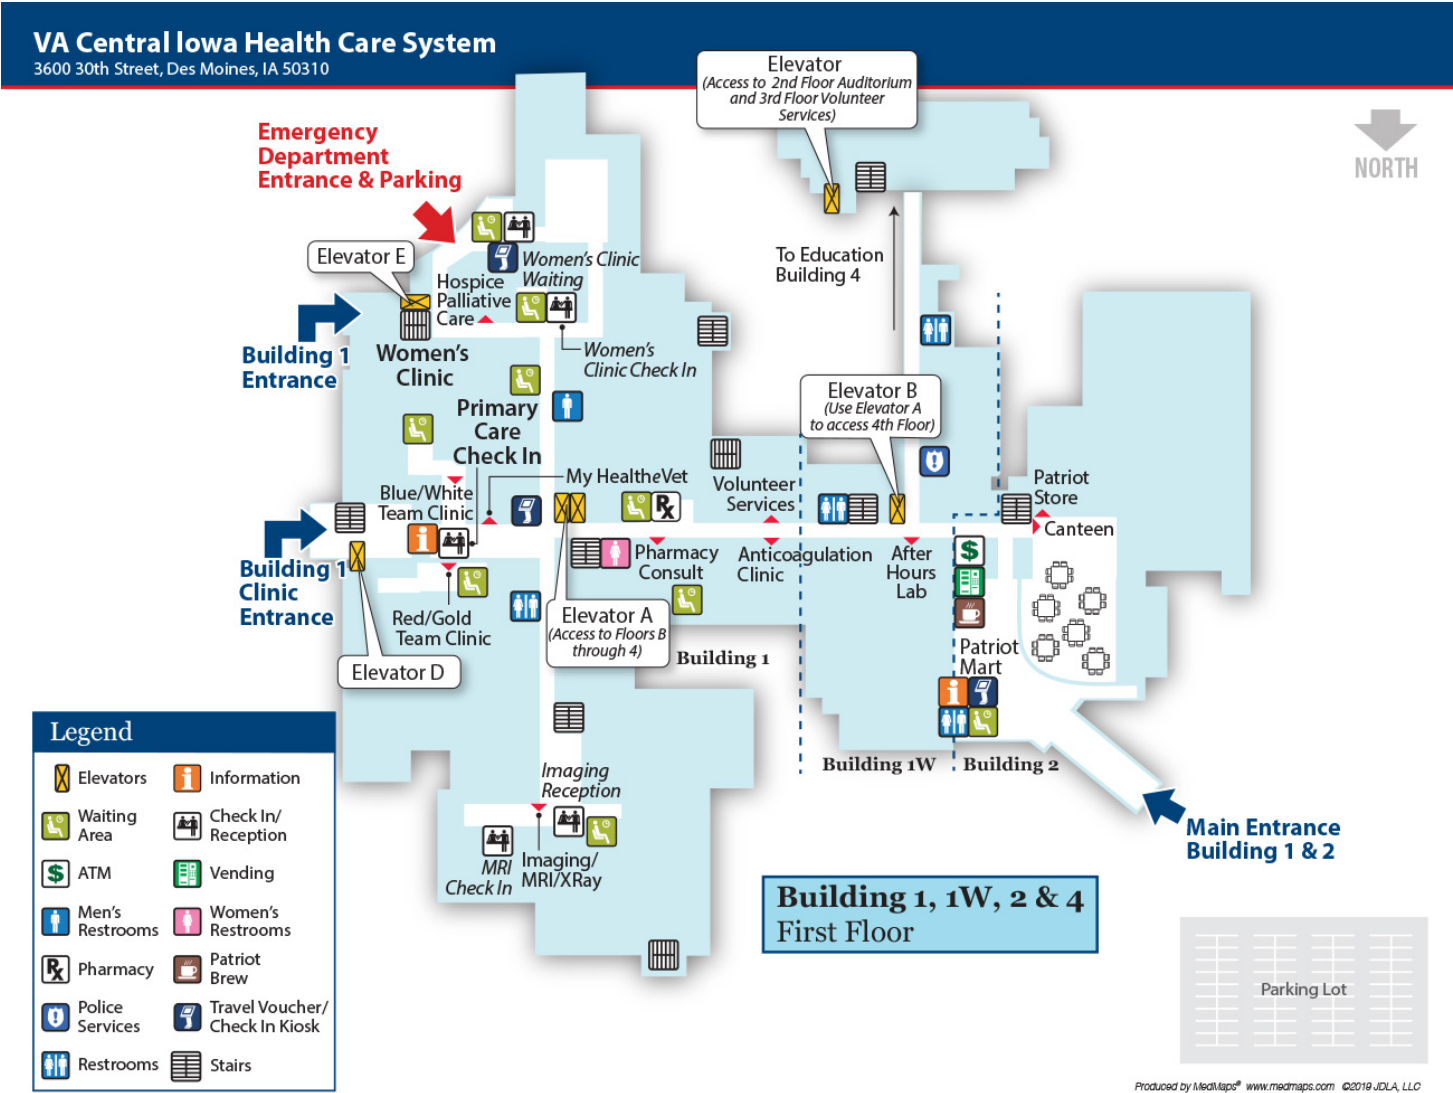 VA Central Iowa Health Care System
3600 30th Street, Des Moines, IA 50310
Elevator
(Access to 2nd Floor Auditorium
and 3rd Floor Volunteer
Services)
NORTH
Emergency
Department
Entrance & Parking
Elevator E
Women's Clinic
Waiting
Hospice
Palliative
Care
To Education
Building 4
Building 1
Entrance
Women's
Clinic
Women's
Clinic Check In
Primary
Care
Check In
Elevator B
(Use Elevator A
to access 4th Floor)
My HealtheVet
Blue/White
Team Clinic
Volunteer
Services
Patriot
Store
Canteen
Building 1
Clinic
Entrance
Pharmacy
Consult
Anticoagulation
Clinic
After
Hours
Lab
Red/Gold
Team Clinic
Elevator A
(Access to Floors B
through 4)
Elevator D
Building 1
Patriot
Mart
Building 1W
Building 2
Imaging
Reception
MRI
Check In
Imaging/
MRI/XRay
Main Entrance
Building 1 & 2
Legend
Elevators
Information
Waiting
Area
Check In/
Reception
ATM
Vending
Men's
Restrooms
Women's
Restrooms
Pharmacy
Patriot
Brew
Police
Services
Travel Voucher/
Check In Kiosk
Restrooms
Stairs
Building 1, 1W, 2 & 4
First Floor
Parking Lot
Produced by MedMaps® www.medmaps.com ©2019 JDLA, LLC